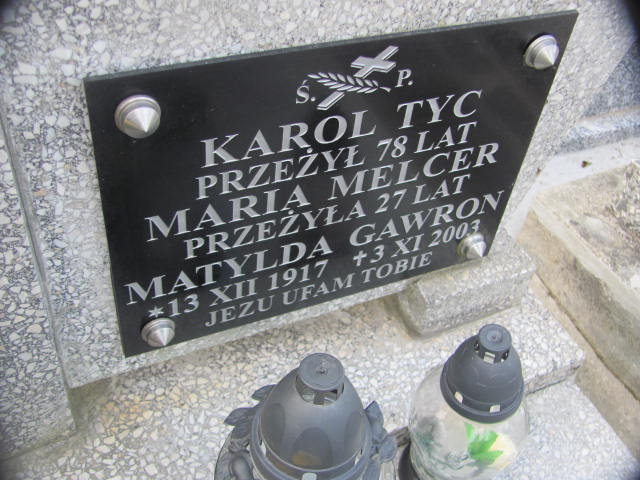 Ś. P.
KAROL TYC
PRZEŻYŁ 78 LAT
MARIA MELCER
PRZEŻYŁA 27 LAT
MATYLDA GAWRON
*13 XII 1917 +3 XI 2003
JEZU UFAM TOBIE